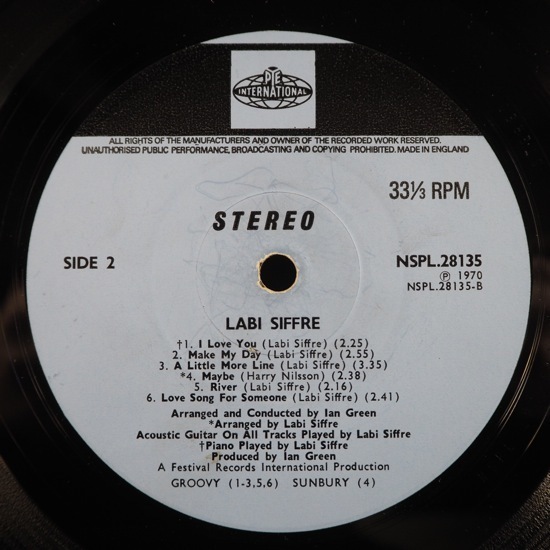 PYE
INTERNATIONAL
ALL RIGHTS OF THE MANUFACTURERS AND OWNER OF THE RECORDED WORK RESERVED.
UNAUTHORISED PUBLIC PERFORMANCE, BROADCASTING AND COPYING PROHIBITED. MADE IN ENGLAND
33⅓ RPM
STEREO
SIDE 2
NSPL.28135
Ⓟ 1970
NSPL.28135-B
LABI SIFFRE
†1. I Love You (Labi Siffre) (2.25)
2. Make My Day (Labi Siffre) (2.55)
3. A Little More Line (Labi Siffre) (3.35)
*4. Maybe (Harry Nilsson) (2.38)
5. River (Labi Siffre) (2.16)
6. Love Song For Someone (Labi Siffre) (2.41)
Arranged and Conducted by Ian Green
*Arranged by Labi Siffre
Acoustic Guitar On All Tracks Played by Labi Siffre
†Piano Played by Labi Siffre
Produced by Ian Green
A Festival Records International Production
GROOVY (1-3,5,6) SUNBURY (4)